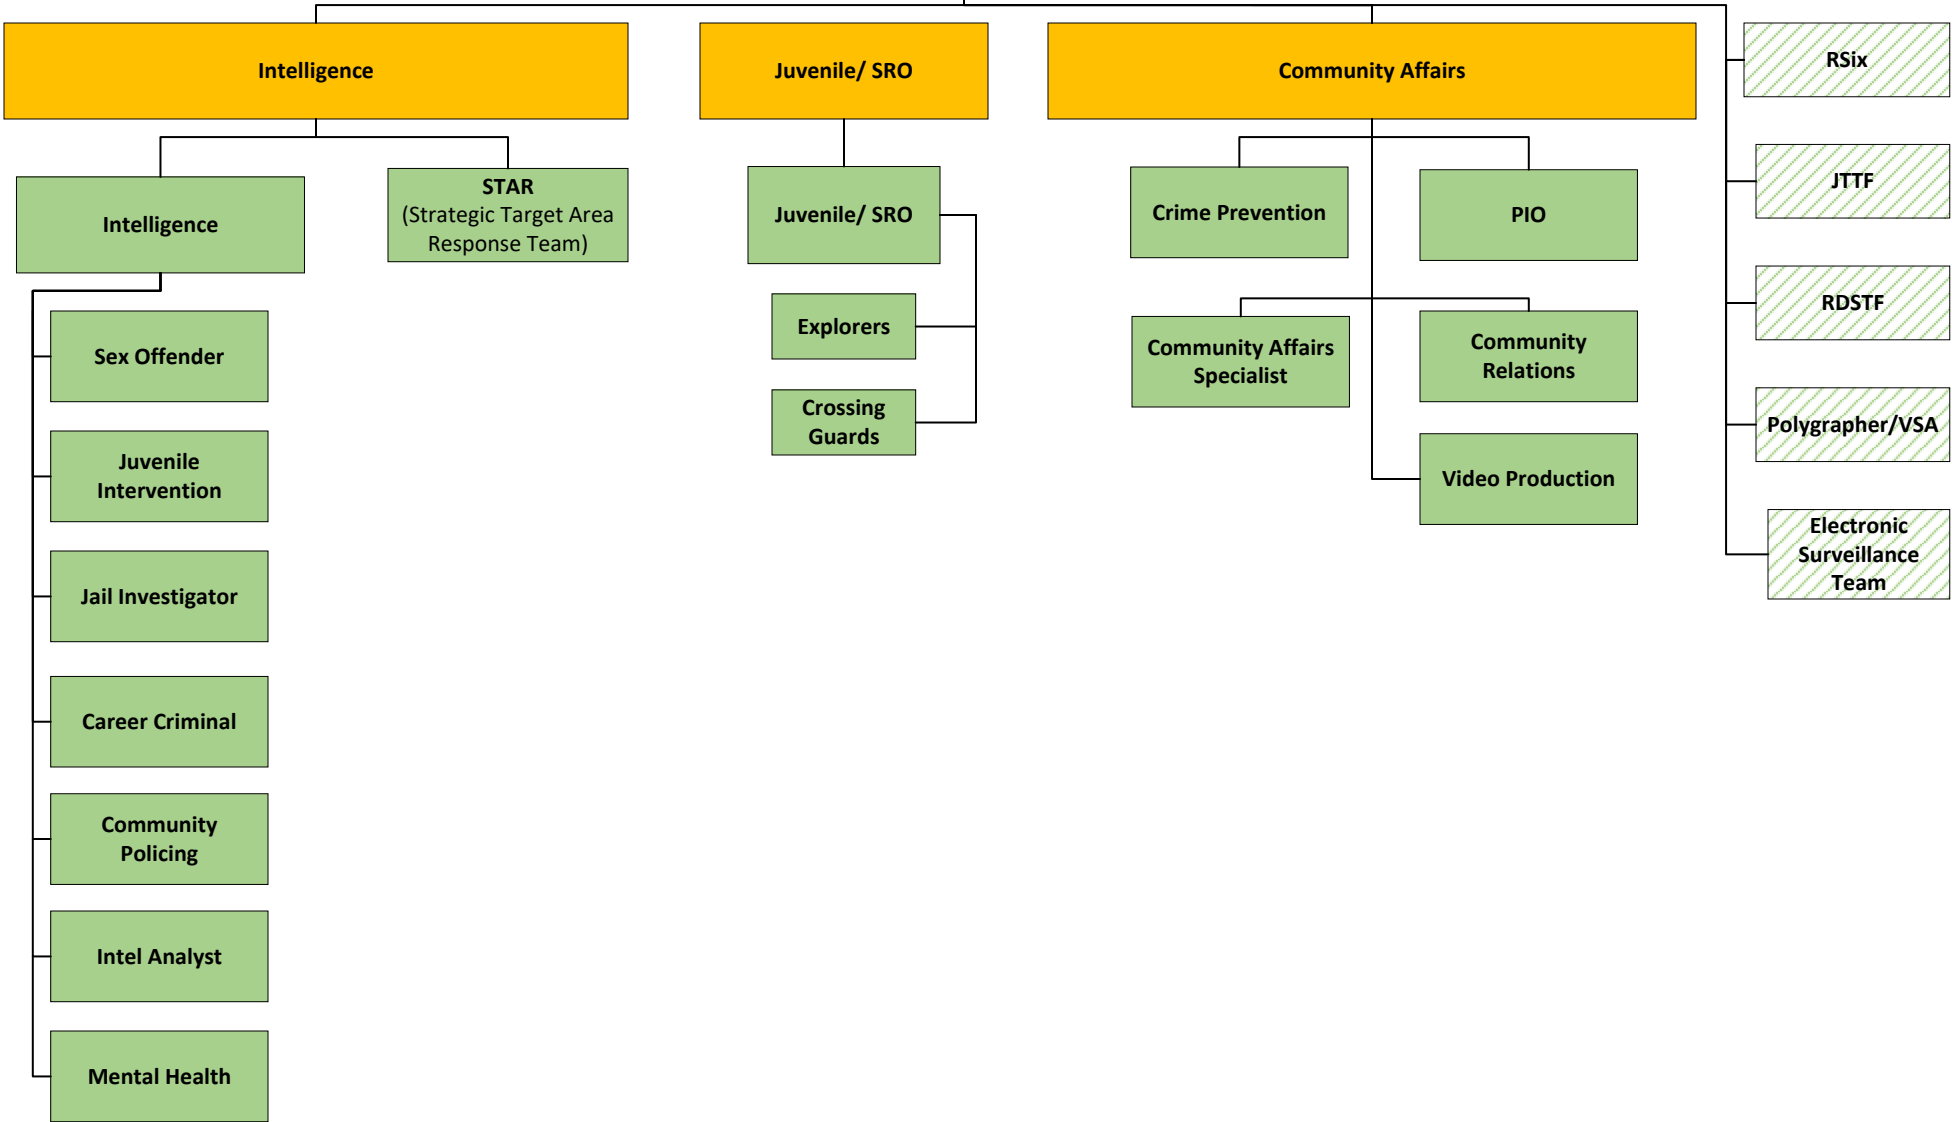 Intelligence
Juvenile/ SRO
Community Affairs
RSix
JTTF
RDSTF
Polygrapher/VSA
Electronic
Surveillance
Team
Intelligence
STAR
(Strategic Target Area
Response Team)
Sex Offender
Juvenile
Intervention
Jail Investigator
Career Criminal
Community
Policing
Intel Analyst
Mental Health
Juvenile/ SRO
Explorers
Crossing
Guards
Crime Prevention
PIO
Community Affairs
Specialist
Community
Relations
Video Production